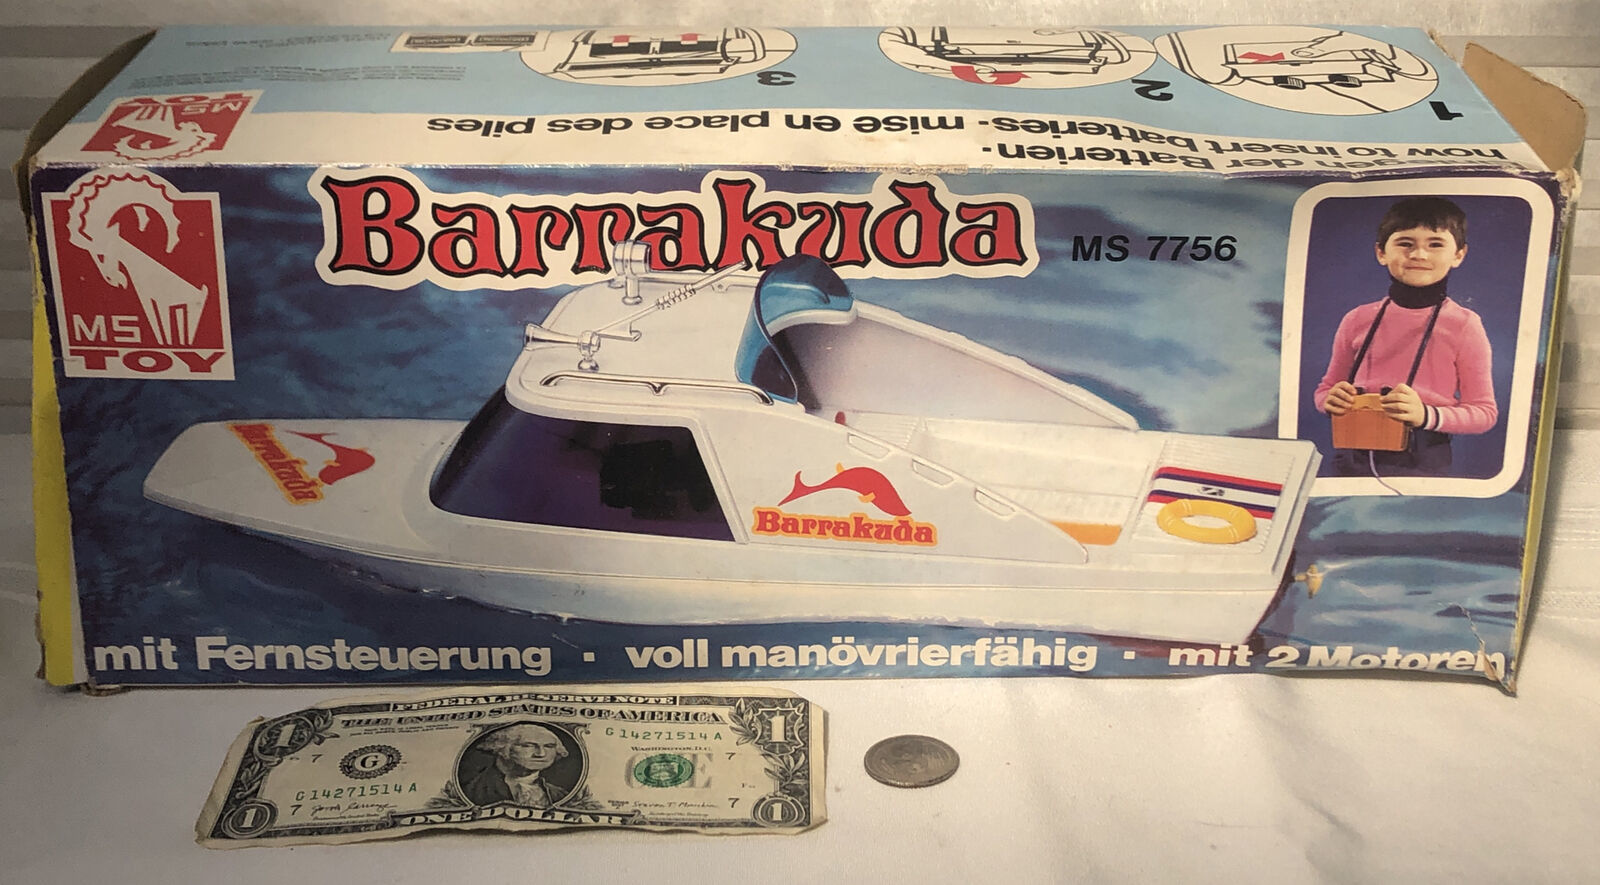 Einlegen der Batterien.
how to insert batteries. mise en place des piles
1
2
3
MS
TOY
MS
TOY
Barrakuda
MS 7756
Barrakuda
Barrakuda
mit Fernsteuerung · voll manövrierfähig · mit 2 Motoren
FEDERAL RESERVE NOTE
THE UNITED STATES OF AMERICA
1
1
G 14271514 A
WASHINGTON, D.C.
7
7
G
G 14271514 A
7
7
1
1
ONE DOLLAR